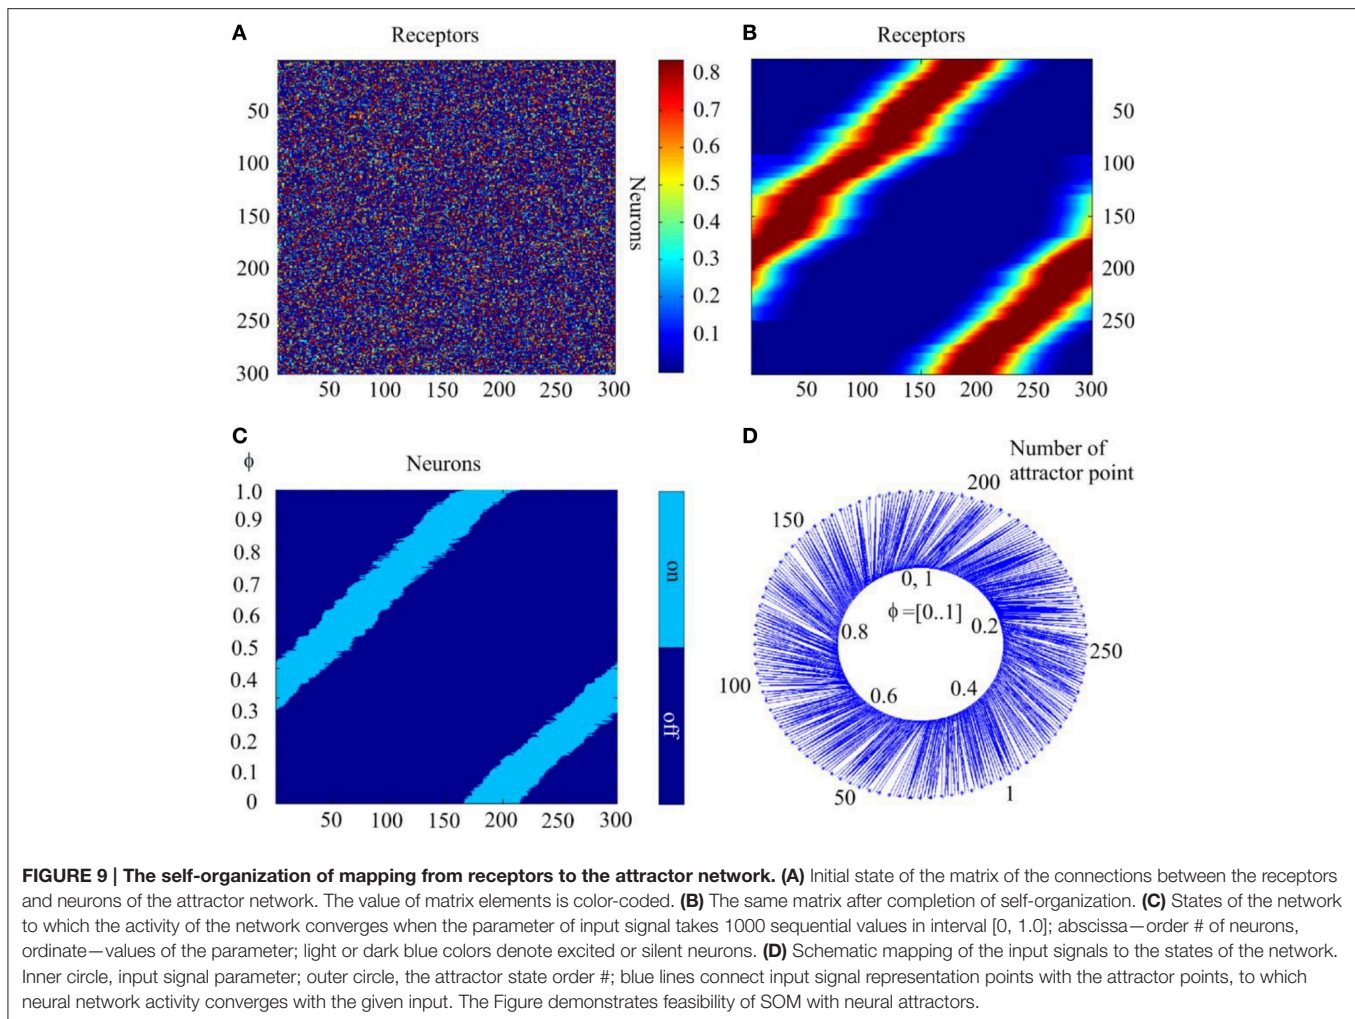 A
Receptors
50
100
150
200
250
300
50 100 150 200 250 300
0.8
0.7
0.6
0.5
0.4
0.3
0.2
0.1
Neurons
B
Receptors
50
100
150
200
250
50 100 150 200 250 300
C
ϕ
Neurons
1.0
0.9
0.8
0.7
0.6
0.5
0.4
0.3
0.2
0.1
0
50 100 150 200 250 300
on
off
D
Number of
attractor point
200
150
100
50
1
250
0, 1
ϕ =[0..1]
0.8
0.2
0.6
0.4
FIGURE 9 | The self-organization of mapping from receptors to the attractor network. (A) Initial state of the matrix of the connections between the receptors
and neurons of the attractor network. The value of matrix elements is color-coded. (B) The same matrix after completion of self-organization. (C) States of the network
to which the activity of the network converges when the parameter of input signal takes 1000 sequential values in interval [0, 1.0]; abscissa—order # of neurons,
ordinate—values of the parameter; light or dark blue colors denote excited or silent neurons. (D) Schematic mapping of the input signals to the states of the network.
Inner circle, input signal parameter; outer circle, the attractor state order #; blue lines connect input signal representation points with the attractor points, to which
neural network activity converges with the given input. The Figure demonstrates feasibility of SOM with neural attractors.